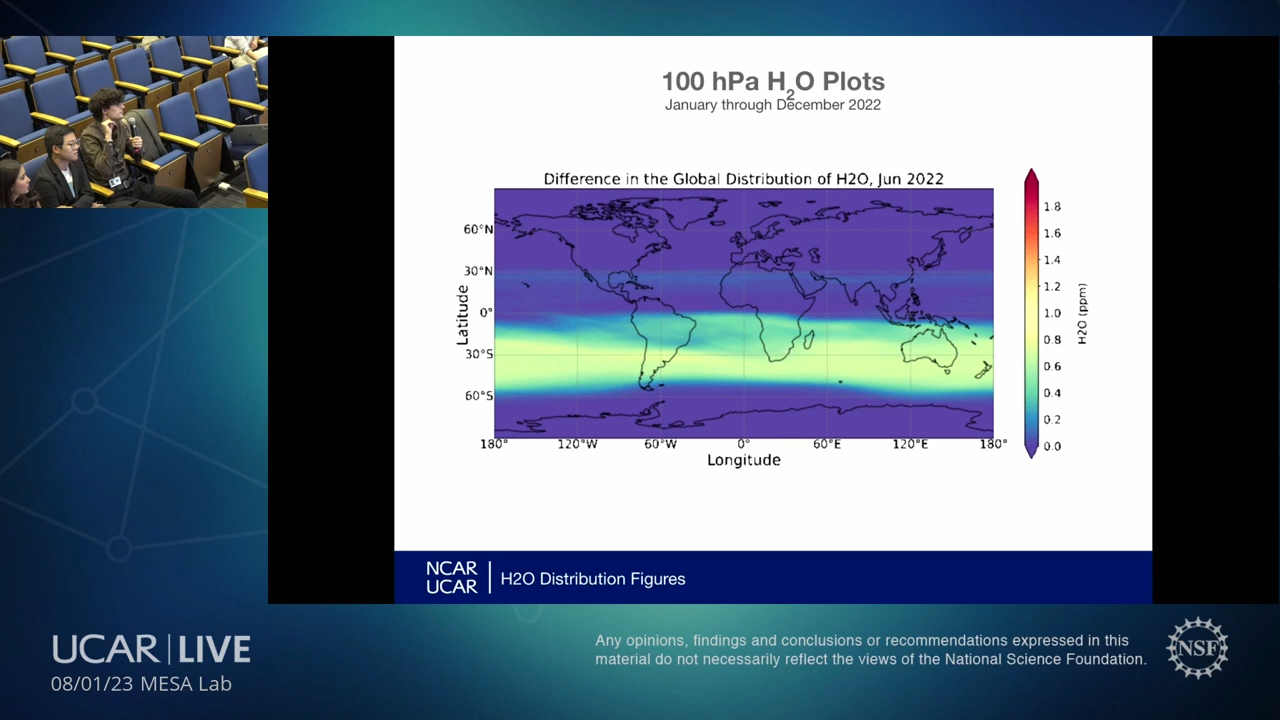 100 hPa H2O Plots
January through December 2022
Difference in the Global Distribution of H2O, Jun 2022
60°N
30°N
0°
30°S
60°S
Latitude
180° 120°W 60°W 0° 60°E 120°E 180°
Longitude
1.8
1.6
1.4
1.2
1.0
0.8
0.6
0.4
0.2
0.0
H2O (ppm)
NCAR
UCAR
H2O Distribution Figures
UCAR | LIVE
08/01/23 MESA Lab
Any opinions, findings and conclusions or recommendations expressed in this
material do not necessarily reflect the views of the National Science Foundation.
NSF